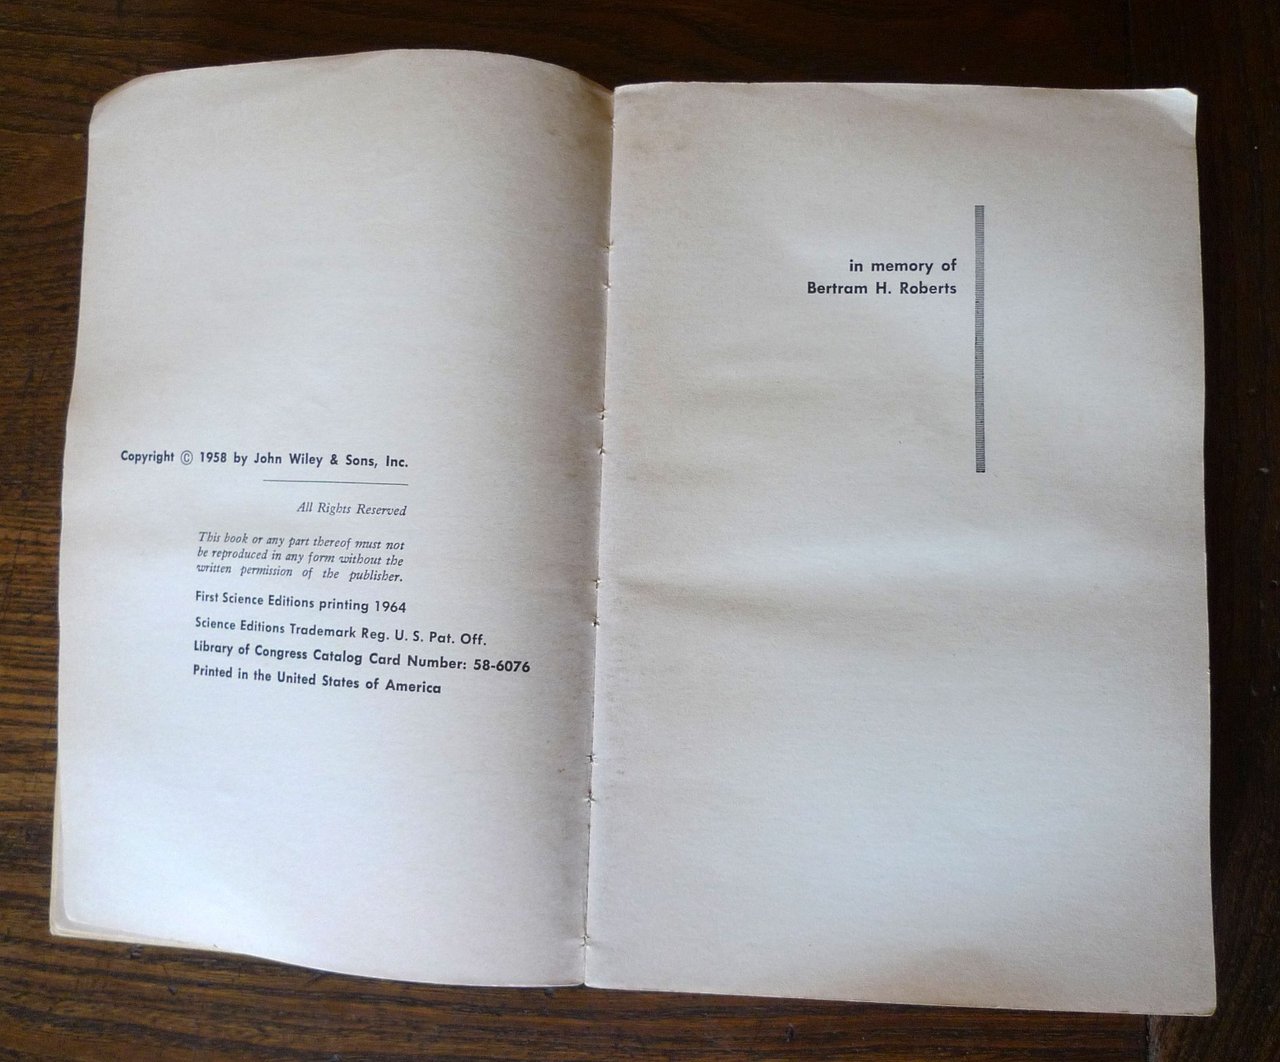 Copyright © 1958 by John Wiley & Sons, Inc.
All Rights Reserved
This book or any part thereof must not
be reproduced in any form without the
written permission of the publisher.
First Science Editions printing 1964
Science Editions Trademark Reg. U. S. Pat. Off.
Library of Congress Catalog Card Number: 58-6076
Printed in the United States of America
in memory of
Bertram H. Roberts